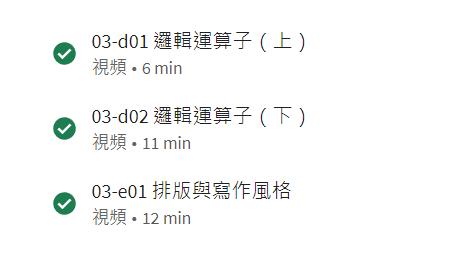 03-d01 邏輯運算子（上）
視頻 • 6 min
03-d02 邏輯運算子（下）
視頻 • 11 min
03-e01 排版與寫作風格
視頻 • 12 min